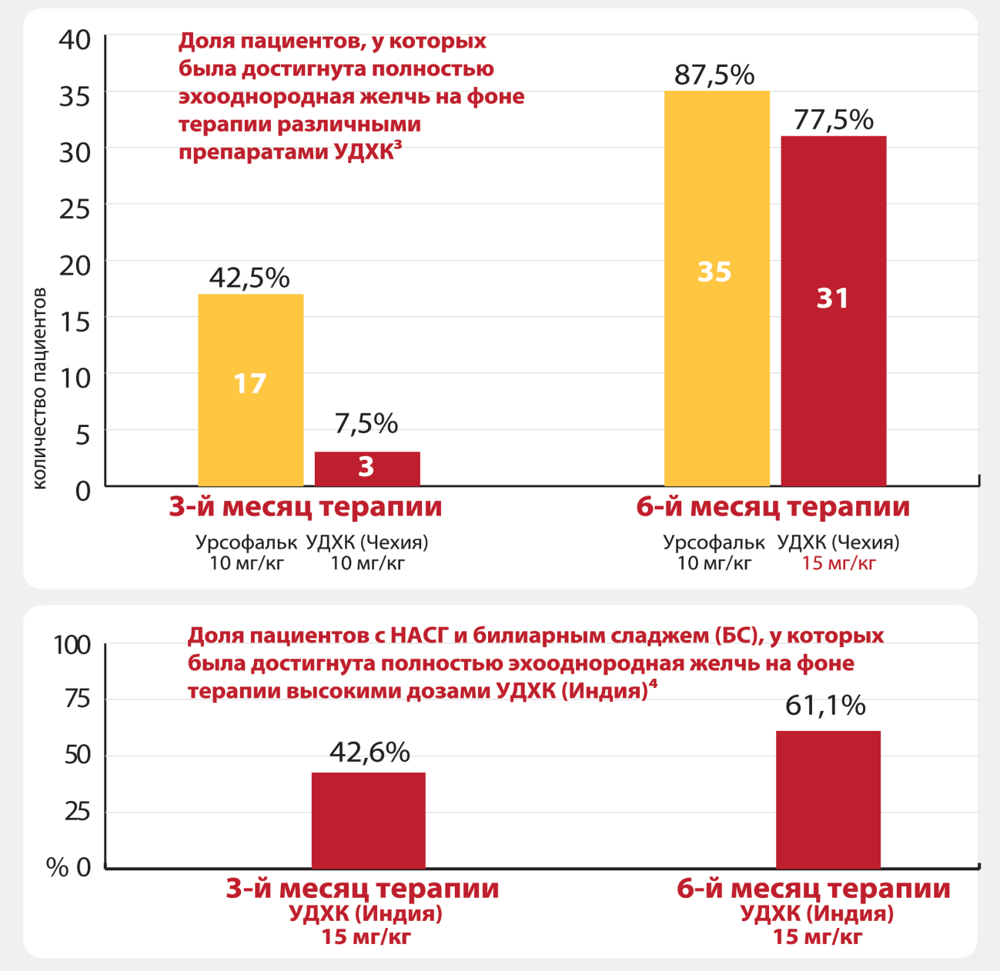 Доля пациентов, у которых
была достигнута полностью
эхооднородная желчь на фоне
терапии различными
препаратами УДХК³
количество пациентов
40
35
30
25
20
15
10
5
0
42,5%
17
7,5%
3
87,5%
35
77,5%
31
3-й месяц терапии
Урсофальк УДХК (Чехия)
10 мг/кг 10 мг/кг
6-й месяц терапии
Урсофальк УДХК (Чехия)
10 мг/кг 15 мг/кг
Доля пациентов с НАСГ и билиарным сладжем (БС), у которых
была достигнута полностью эхооднородная желчь на фоне
терапии высокими дозами УДХК (Индия)⁴
100
75
50
25
% 0
42,6%
61,1%
3-й месяц терапии
УДХК (Индия)
15 мг/кг
6-й месяц терапии
УДХК (Индия)
15 мг/кг